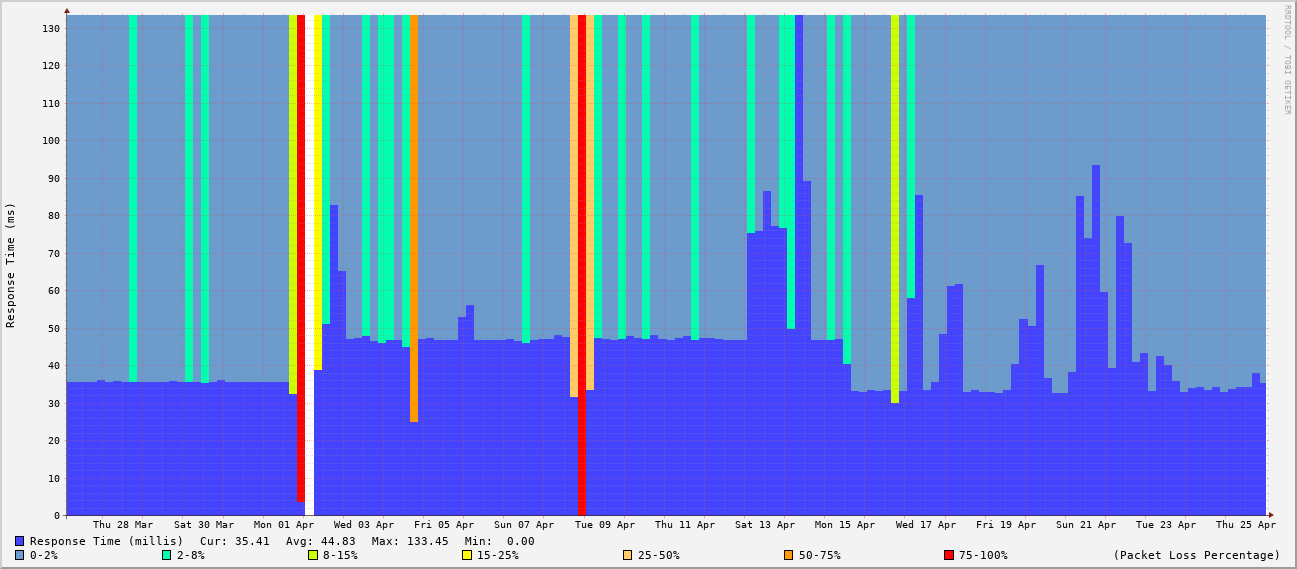 RRDTOOL / TOBI OETIKER
Response Time (ms)
130
120
110
100
90
80
70
60
50
40
30
20
10
0
Thu 28 Mar Sat 30 Mar Mon 01 Apr Wed 03 Apr Fri 05 Apr Sun 07 Apr Tue 09 Apr Thu 11 Apr Sat 13 Apr Mon 15 Apr Wed 17 Apr Fri 19 Apr Sun 21 Apr Tue 23 Apr Thu 25 Apr
Response Time (millis) Cur: 35.41 Avg: 44.83 Max: 133.45 Min: 0.00
0-2% 2-8% 8-15% 15-25% 25-50% 50-75% 75-100% (Packet Loss Percentage)